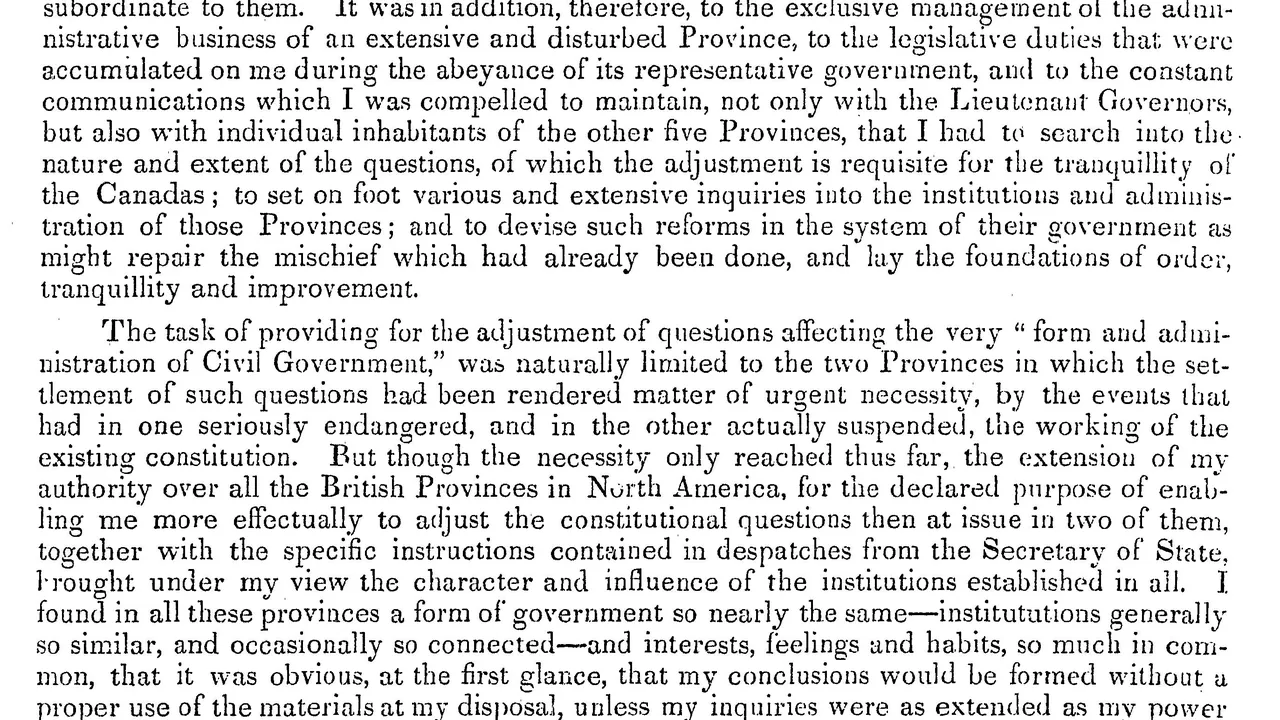 subordinate to them. It was in addition, therefore, to the exclusive management of the admi-
nistrative business of an extensive and disturbed Province, to the legislative duties that were
accumulated on me during the abeyance of its representative government, and to the constant
communications which I was compelled to maintain, not only with the Lieutenant Governors,
but also with individual inhabitants of the other five Provinces, that I had to search into the
nature and extent of the questions, of which the adjustment is requisite for the tranquillity of
the Canadas; to set on foot various and extensive inquiries into the institutions and adminis-
tration of those Provinces; and to devise such reforms in the system of their government as
might repair the mischief which had already been done, and lay the foundations of order,
tranquillity and improvement.
The task of providing for the adjustment of questions affecting the very “ form and admi-
nistration of Civil Government,” was naturally limited to the two Provinces in which the set-
tlement of such questions had been rendered matter of urgent necessity, by the events that
had in one seriously endangered, and in the other actually suspended, the working of the
existing constitution. But though the necessity only reached thus far, the extension of my
authority over all the British Provinces in North America, for the declared purpose of enab-
ling me more effectually to adjust the constitutional questions then at issue in two of them,
together with the specific instructions contained in despatches from the Secretary of State,
brought under my view the character and influence of the institutions established in all. I
found in all these provinces a form of government so nearly the same—institututions generally
so similar, and occasionally so connected—and interests, feelings and habits, so much in com-
mon, that it was obvious, at the first glance, that my conclusions would be formed without a
proper use of the materials at my disposal, unless my inquiries were as extended as my power